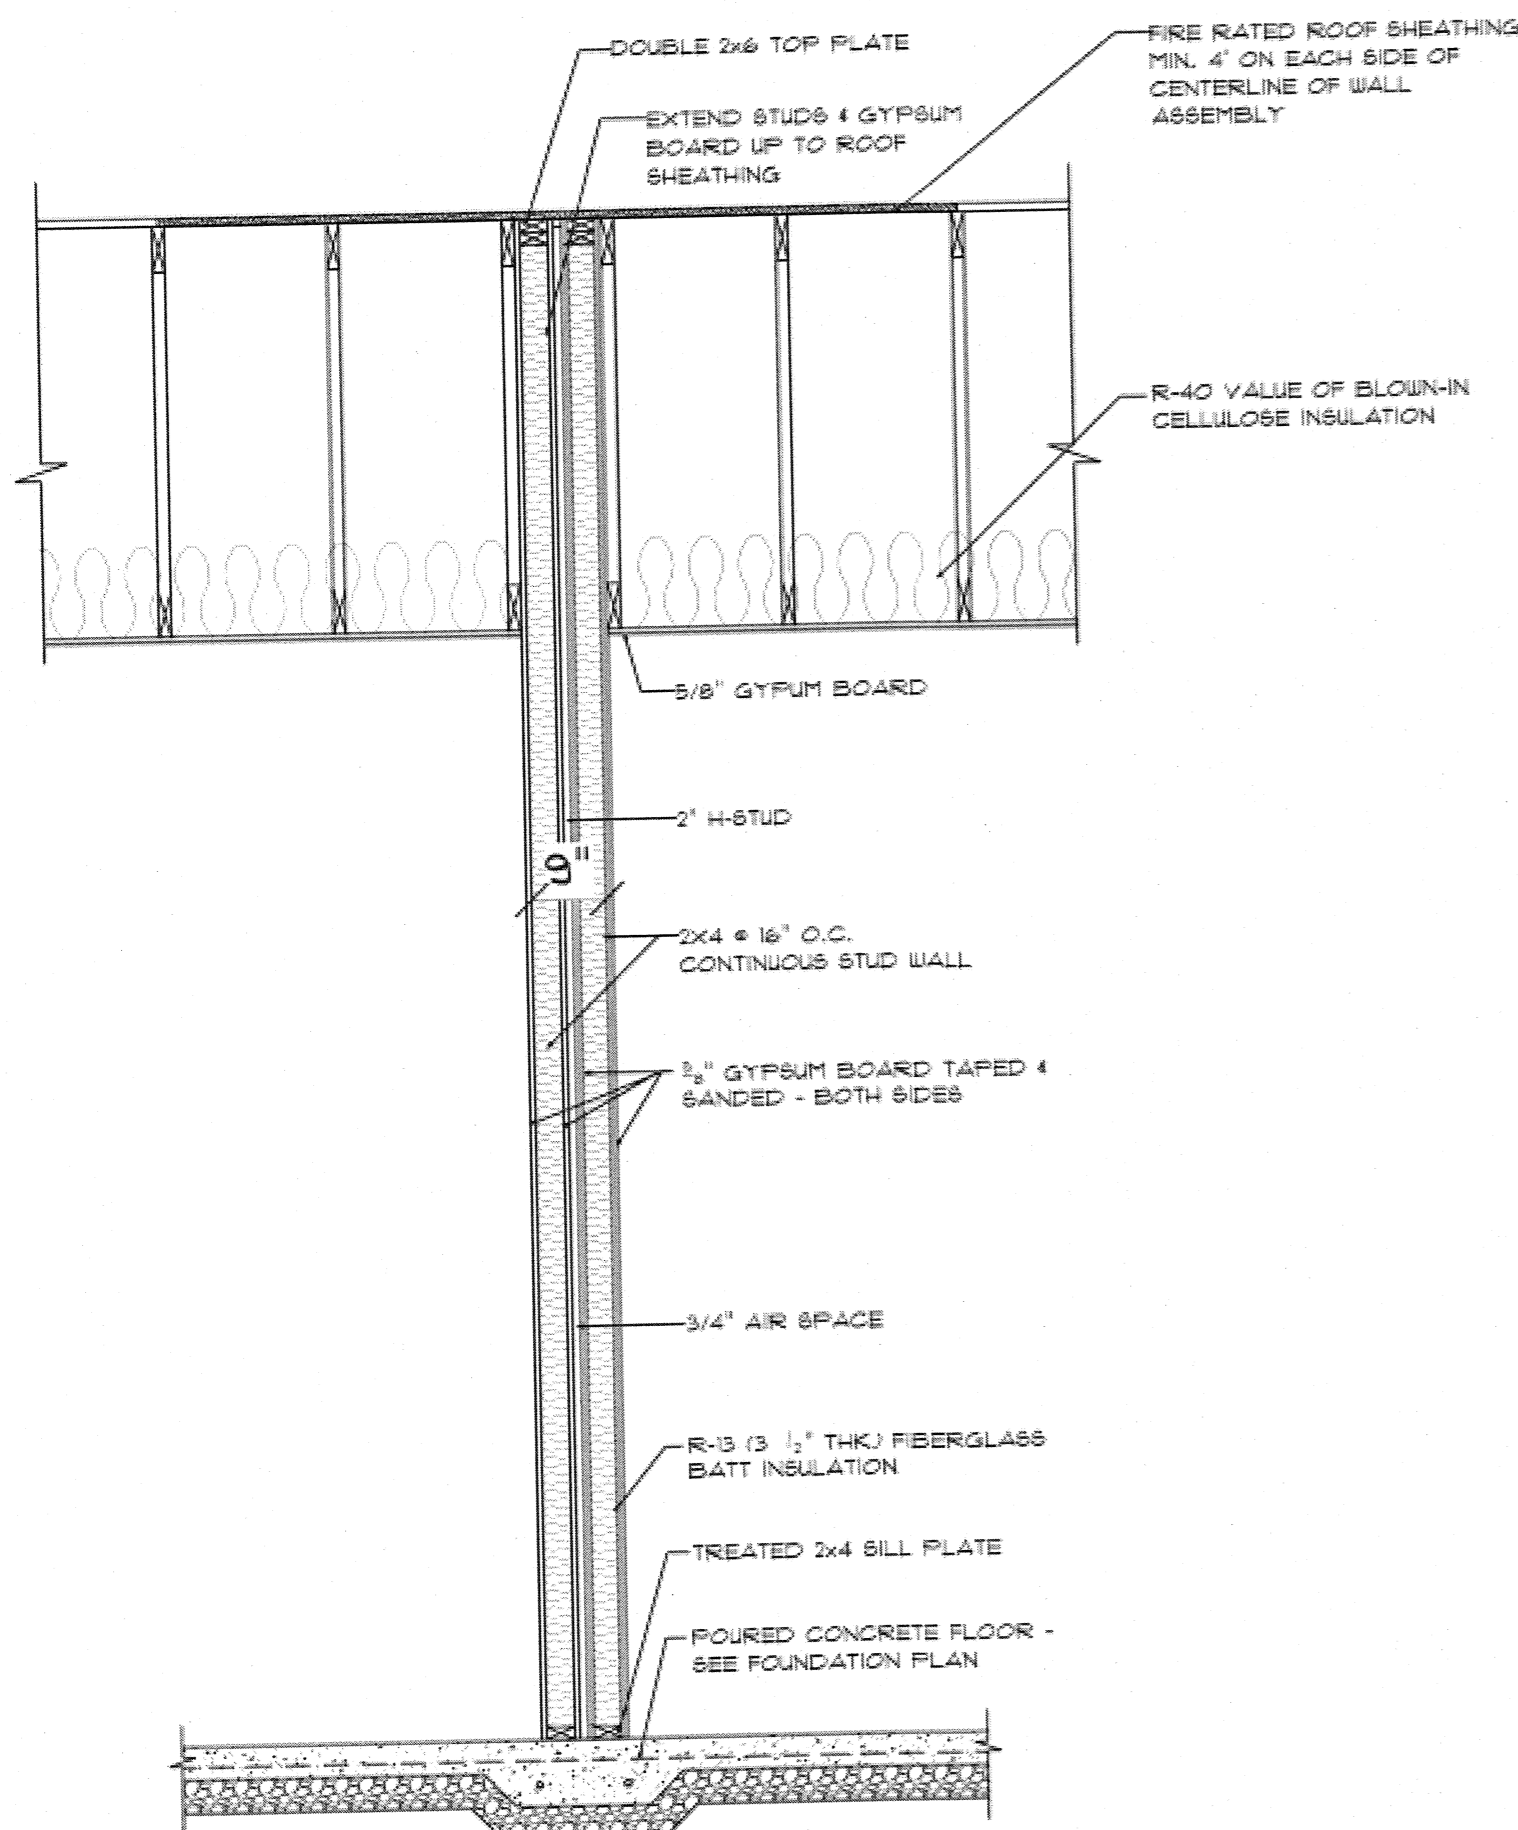 DOUBLE 2x6 TOP PLATE
FIRE RATED ROOF SHEATHING
MIN. 4' ON EACH SIDE OF
CENTERLINE OF WALL
ASSEMBLY
EXTEND STUDS & GYPSUM
BOARD UP TO ROOF
SHEATHING
R-40 VALUE OF BLOWN-IN
CELLULOSE INSULATION
5/8" GYPUM BOARD
2" H-STUD
9"
2X4 @ 16" O.C.
CONTINUOUS STUD WALL
5/8" GYPSUM BOARD TAPED &
SANDED - BOTH SIDES
3/4" AIR SPACE
R-13 (3 1/2" THK.) FIBERGLASS
BATT INSULATION
TREATED 2x4 SILL PLATE
POURED CONCRETE FLOOR -
SEE FOUNDATION PLAN